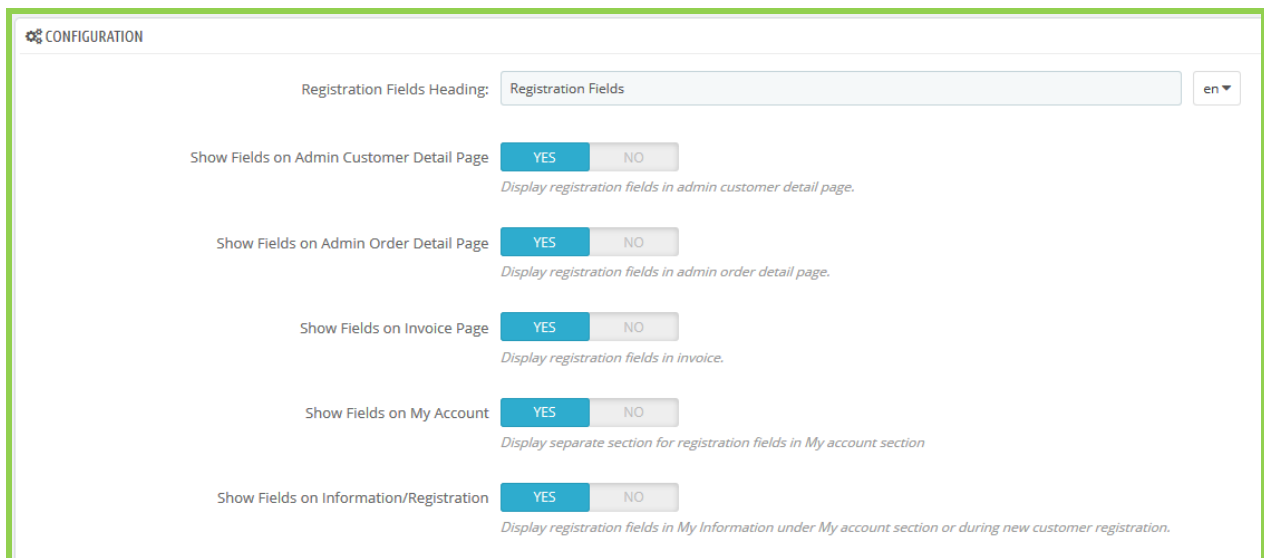 CONFIGURATION
Registration Fields Heading: Registration Fields en
Show Fields on Admin Customer Detail Page YES NO
Display registration fields in admin customer detail page.
Show Fields on Admin Order Detail Page YES NO
Display registration fields in admin order detail page.
Show Fields on Invoice Page YES NO
Display registration fields in invoice.
Show Fields on My Account YES NO
Display separate section for registration fields in My account section
Show Fields on Information/Registration YES NO
Display registration fields in My Information under My account section or during new customer registration.